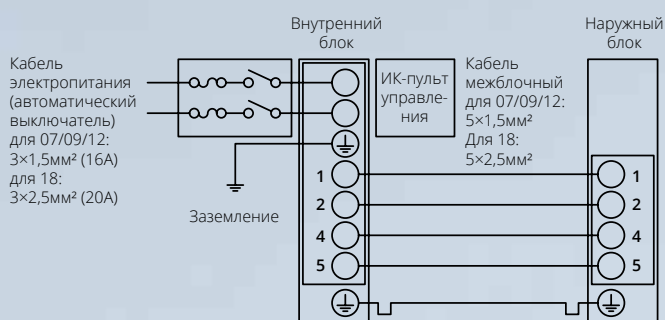 Внутренний
блок
Наружный
блок
Кабель
электропитания
(автоматический
выключатель)
для 07/09/12:
3×1,5мм² (16А)
для 18:
3×2,5мм² (20А)
ИК-пульт
управле-
ния
Кабель
межблочный
для 07/09/12:
5×1,5мм²
Для 18:
5×2,5мм²
Заземление
1
2
4
5
1
2
4
5